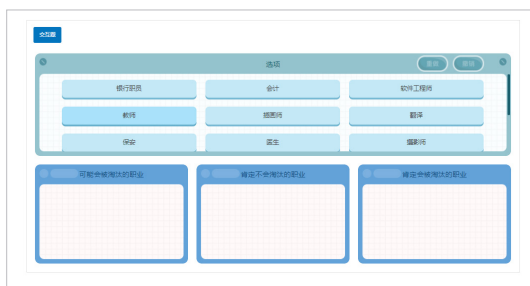 交互题
选项
重做 撤销
银行职员 会计 软件工程师
教师 插图师 翻译
保安 医生 摄影师
可能会被淘汰的职业 肯定不会淘汰的职业 肯定会被淘汰的职业